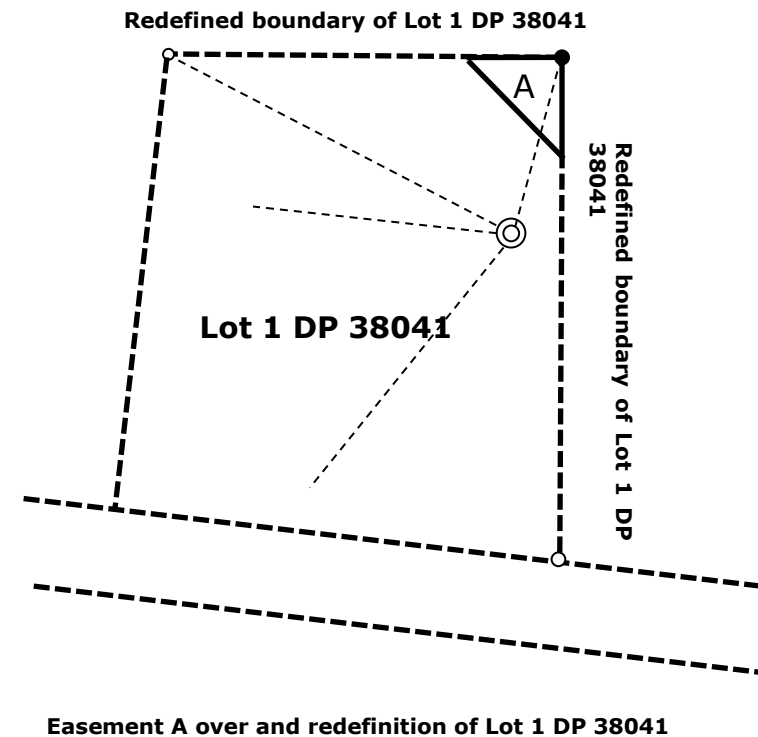 Redefined boundary of Lot 1 DP 38041
A
Redefined boundary of Lot 1 DP
38041
Lot 1 DP 38041
Easement A over and redefinition of Lot 1 DP 38041